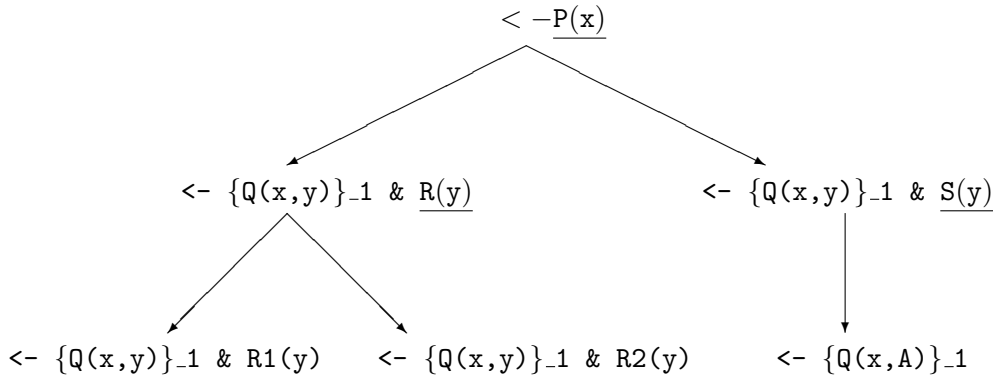 < −P(x)
<- {Q(x,y)}_1 & R(y) <- {Q(x,y)}_1 & S(y)
<- {Q(x,y)}_1 & R1(y) <- {Q(x,y)}_1 & R2(y) <- {Q(x,A)}_1